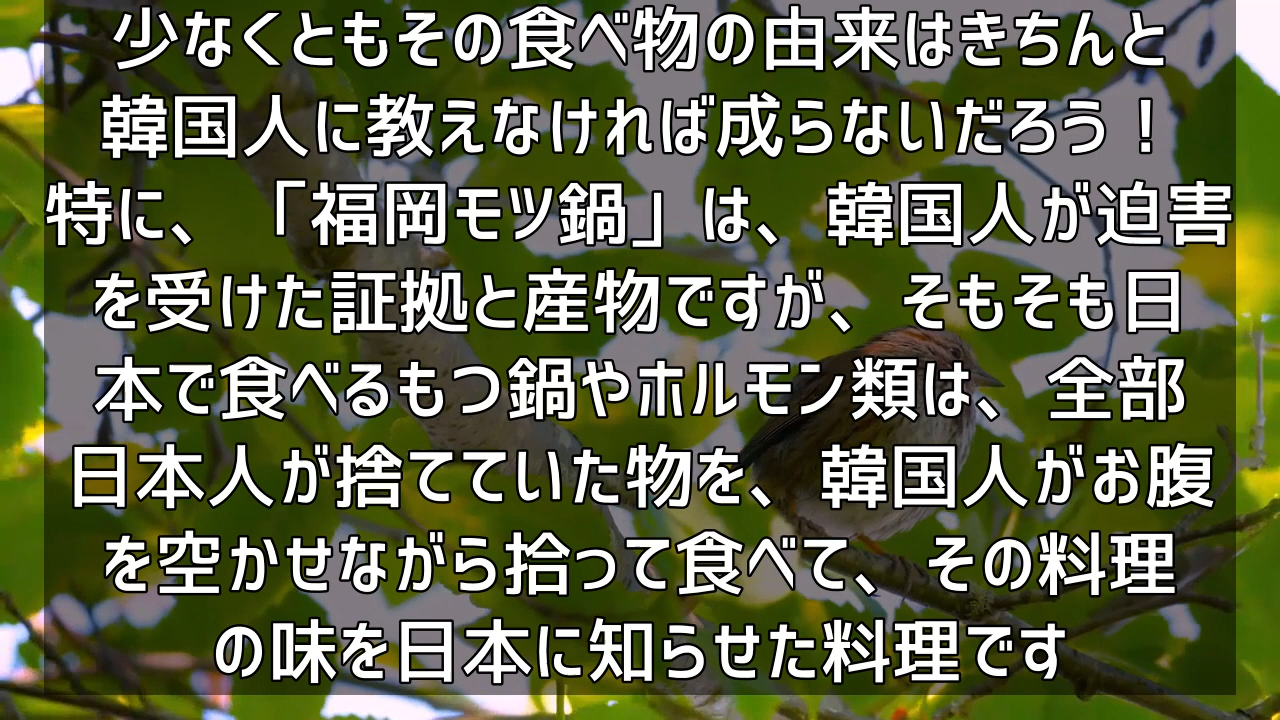 少なくともその食べ物の由来はきちんと
韓国人に教えなければ成らないだろう！
特に、「福岡モツ鍋」は、韓国人が迫害
を受けた証拠と産物ですが、そもそも日
本で食べるもつ鍋やホルモン類は、全部
日本人が捨てていた物を、韓国人がお腹
を空かせながら拾って食べて、その料理
の味を日本に知らせた料理です